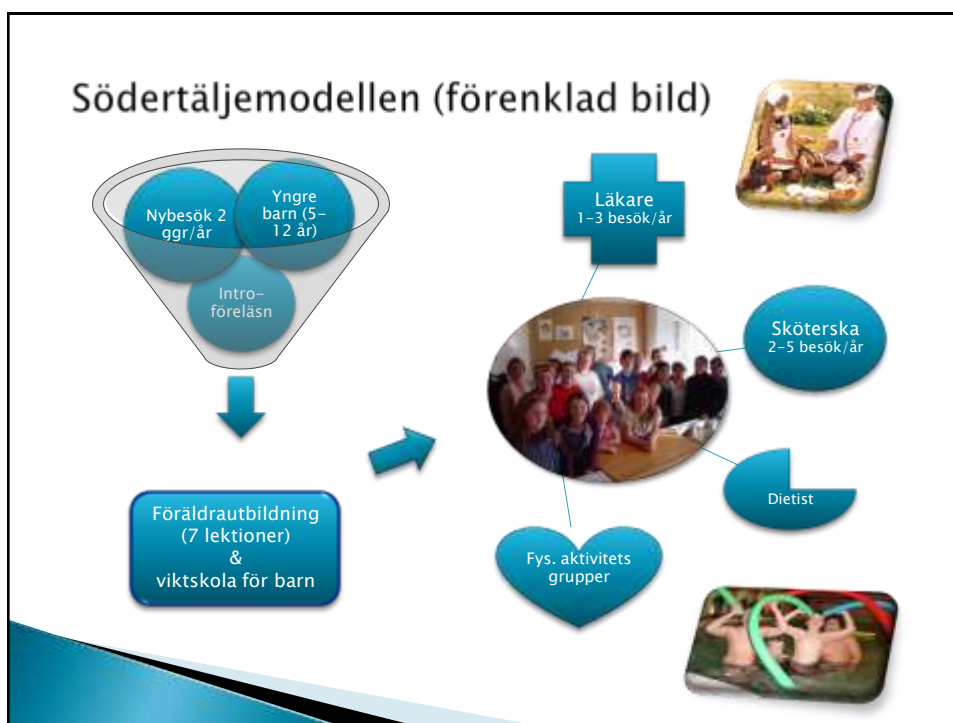 Södertäljemodellen (förenklad bild)
Nybesök 2
ggr/år
Yngre
barn (5-
12 år)
Intro-
föreläsn
Föräldrautbildning
(7 lektioner)
&
viktskola för barn
Läkare
1-3 besök/år
Sköterska
2-5 besök/år
Dietist
Fys. aktivitets
grupper